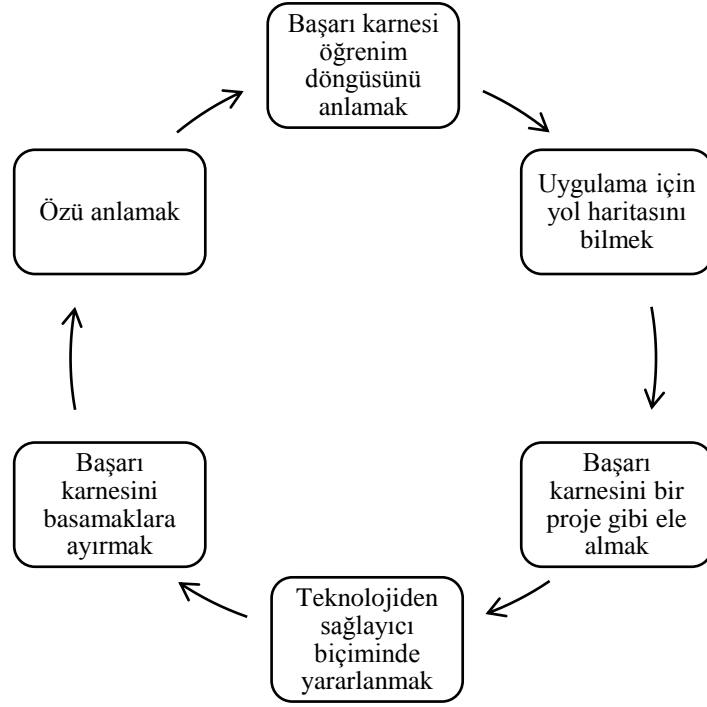 Başarı karnesi
öğrenim
döngüsünü
anlamak
Uygulama için
yol haritasını
bilmek
Başarı
karnesini bir
proje gibi ele
almak
Teknolojiden
sağlayıcı
biçiminde
yararlanmak
Başarı
karnesini
basamaklara
ayırmak
Özü anlamak